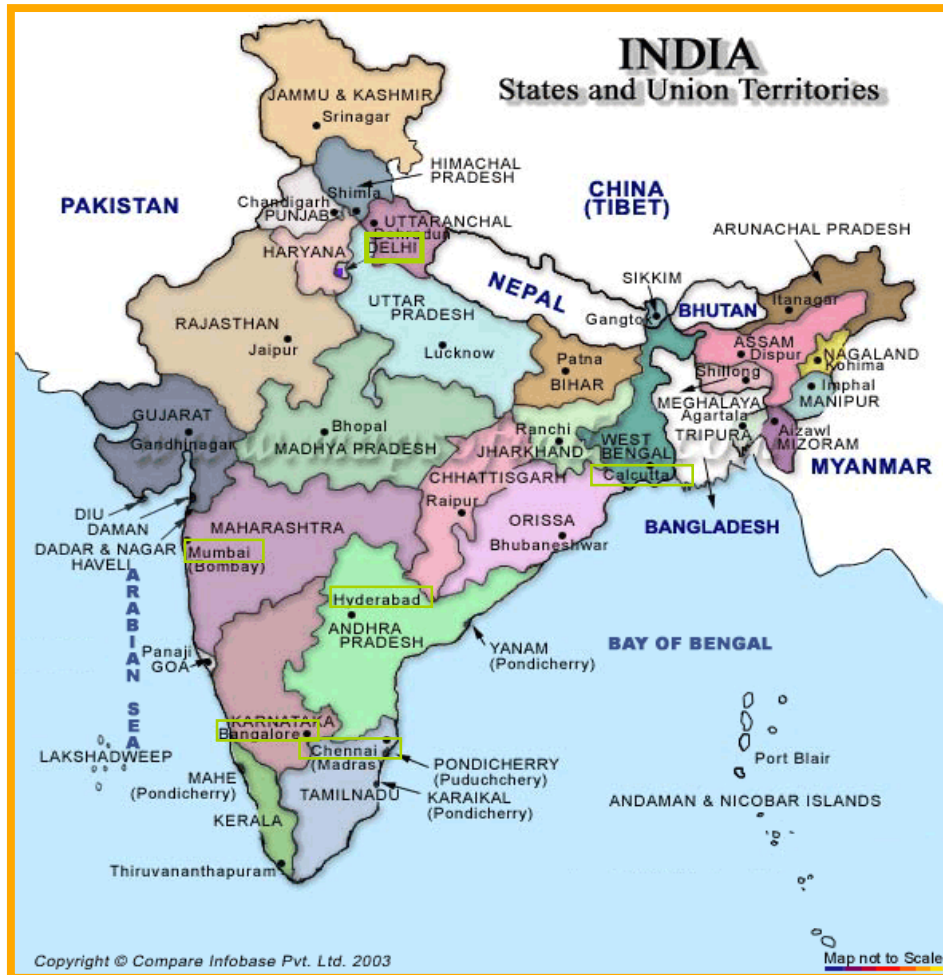 INDIA
States and Union Territories
JAMMU & KASHMIR
Srinagar
HIMACHAL
PRADESH
Shimla
PAKISTAN
Chandigarh
PUNJAB
CHINA
(TIBET)
UTTARANCHAL
Dehradun
DELHI
HARYANA
ARUNACHAL PRADESH
NEPAL
SIKKIM
Gangtok
BHUTAN
Itanagar
UTTAR
PRADESH
Lucknow
RAJASTHAN
Jaipur
ASSAM
Dispur
NAGALAND
Kohima
Patna
BIHAR
Shillong
MEGHALAYA
Imphal
MANIPUR
Agartala
TRIPURA
Aizawl
MIZORAM
GUJARAT
Gandhinagar
Bhopal
MADHYA PRADESH
Ranchi
JHARKHAND
WEST
BENGAL
Calcutta
MYANMAR
CHHATTISGARH
Raipur
DIU
DAMAN
DADAR & NAGAR
HAVELI
MAHARASHTRA
ORISSA
Bhubaneshwar
BANGLADESH
Mumbai
(Bombay)
ARABIAN SEA
Hyderabad
ANDHRA
PRADESH
YANAM
(Pondicherry)
BAY OF BENGAL
Panaji
GOA
KARNATAKA
Bangalore
Chennai
(Madras)
LAKSHADWEEP
MAHE
(Pondicherry)
PONDICHERRY
(Puduchchery)
KARAIKAL
(Pondicherry)
TAMILNADU
KERALA
Thiruvananthapuram
Port Blair
ANDAMAN & NICOBAR ISLANDS
Copyright © Compare Infobase Pvt. Ltd. 2003
Map not to Scale